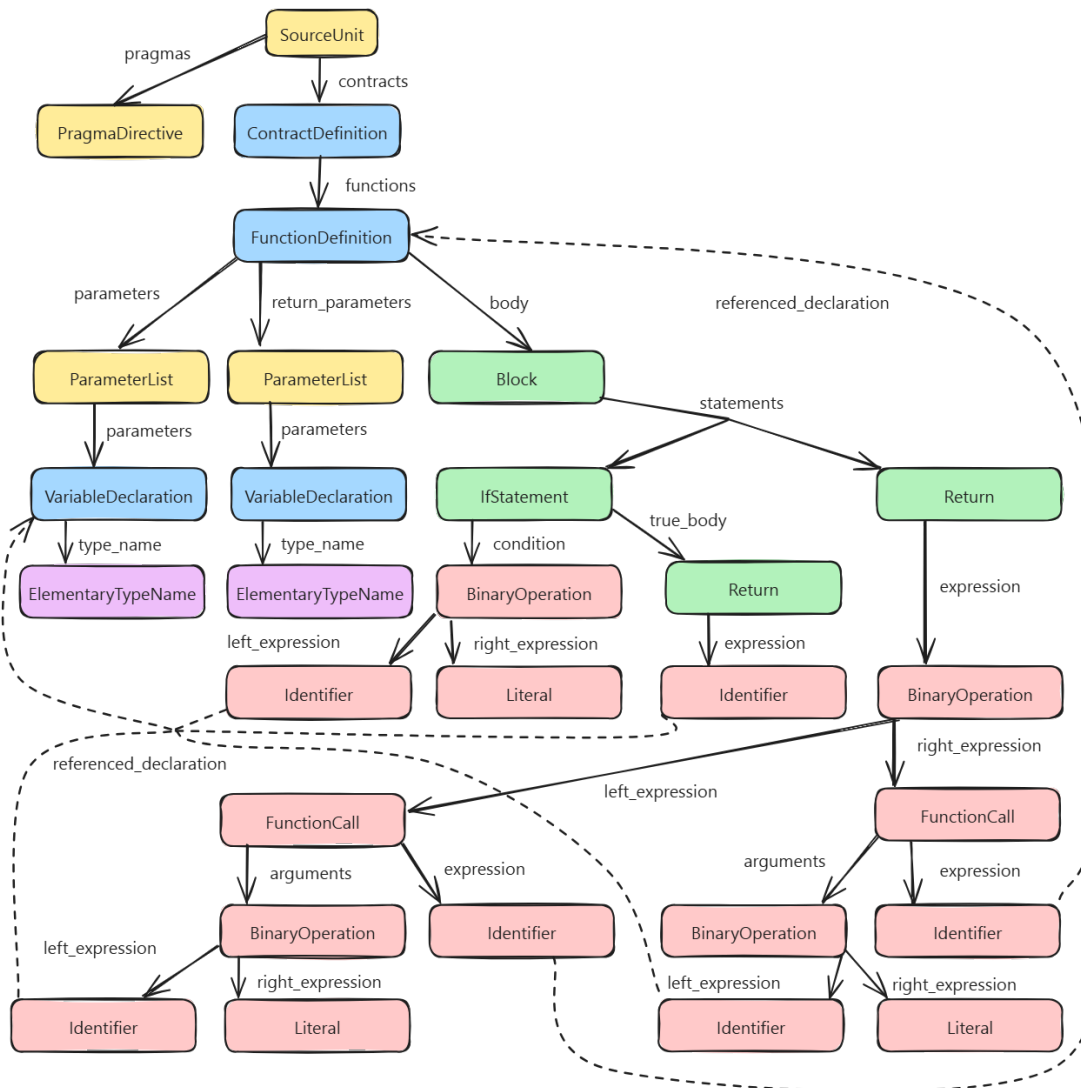 SourceUnit
pragmas
contracts
PragmaDirective
ContractDefinition
functions
FunctionDefinition
parameters
return_parameters
body
referenced_declaration
ParameterList
ParameterList
Block
statements
parameters
parameters
VariableDeclaration
VariableDeclaration
IfStatement
Return
type_name
type_name
condition
true_body
ElementaryTypeName
ElementaryTypeName
BinaryOperation
Return
expression
left_expression
right_expression
expression
Identifier
Literal
Identifier
BinaryOperation
referenced_declaration
right_expression
left_expression
FunctionCall
FunctionCall
arguments
expression
arguments
expression
BinaryOperation
Identifier
BinaryOperation
Identifier
left_expression
right_expression
left_expression
right_expression
Identifier
Literal
Identifier
Literal